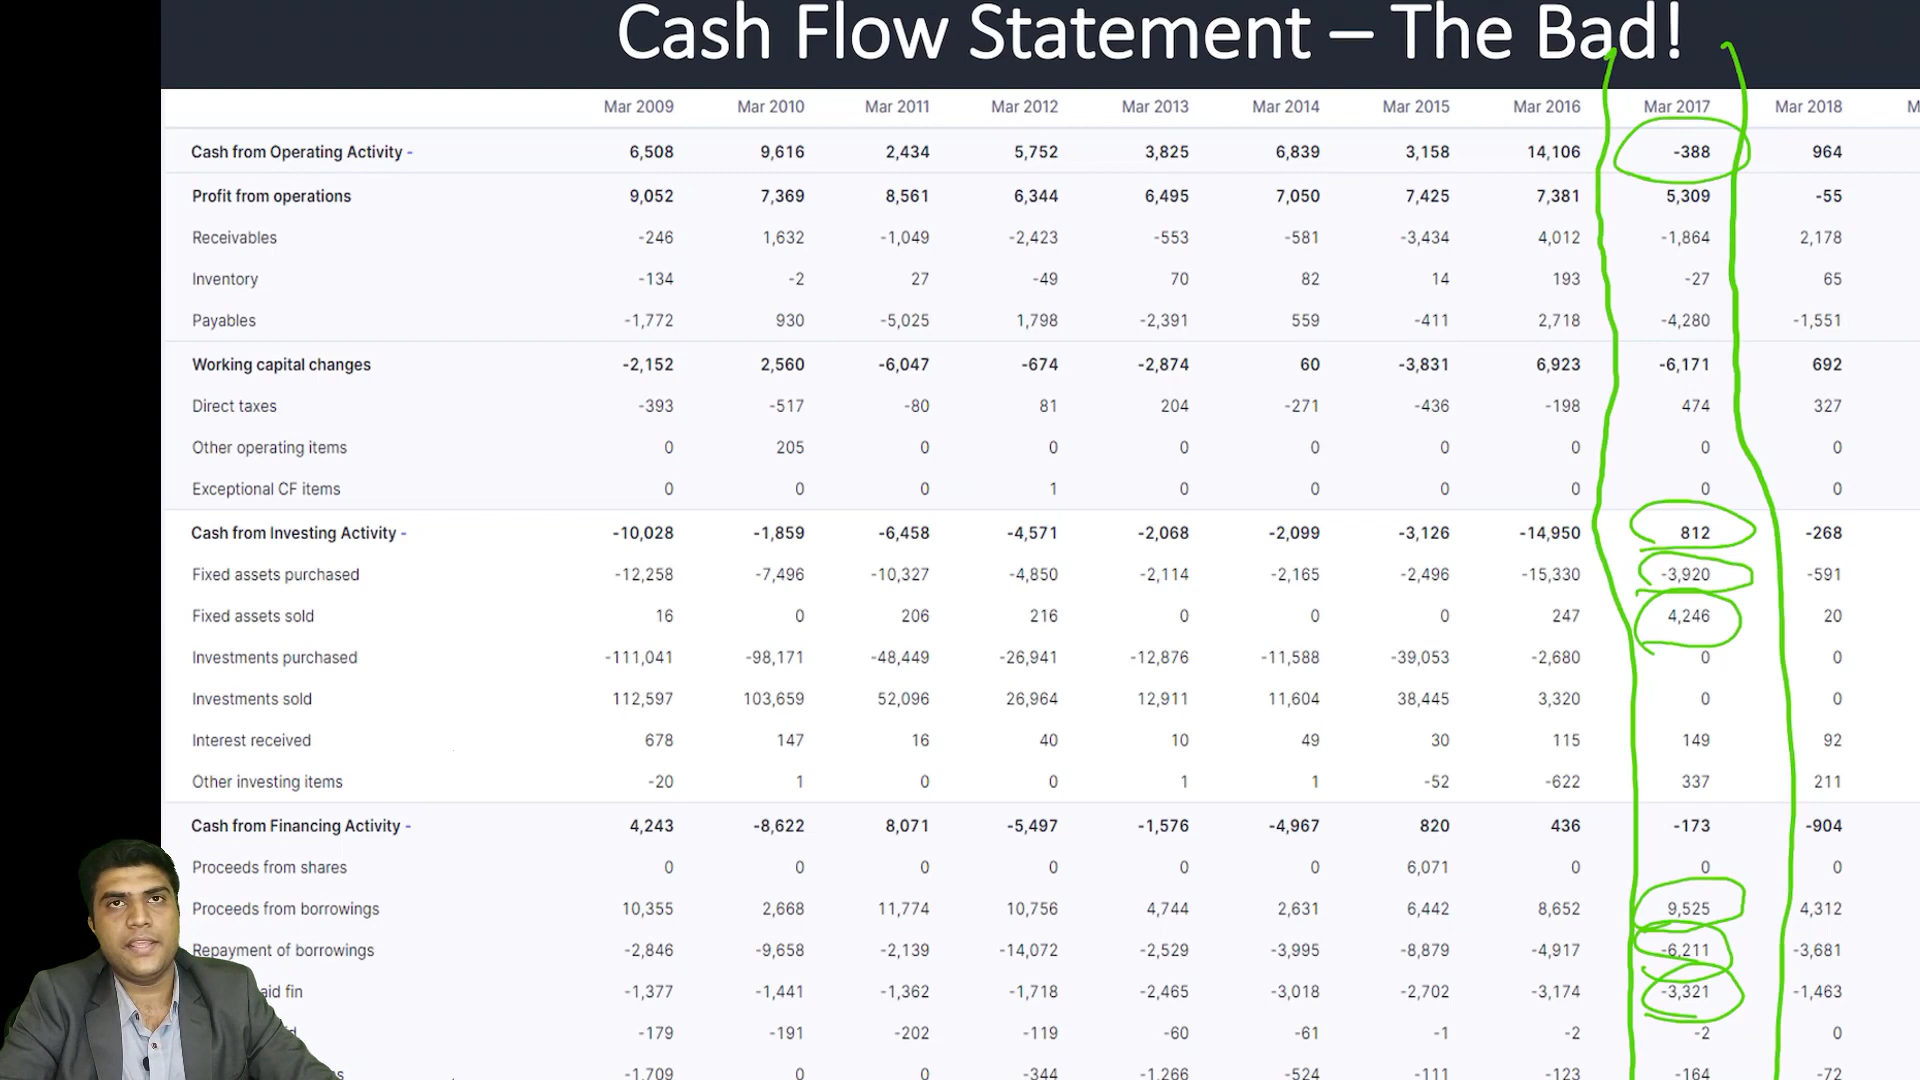 Cash Flow Statement – The Bad!
Mar 2009 Mar 2010 Mar 2011 Mar 2012 Mar 2013 Mar 2014 Mar 2015 Mar 2016 Mar 2017 Mar 2018 M
Cash from Operating Activity - 6,508 9,616 2,434 5,752 3,825 6,839 3,158 14,106 -388 964
Profit from operations 9,052 7,369 8,561 6,344 6,495 7,050 7,425 7,381 5,309 -55
Receivables -246 1,632 -1,049 -2,423 -553 -581 -3,434 4,012 -1,864 2,178
Inventory -134 -2 27 -49 70 82 14 193 -27 65
Payables -1,772 930 -5,025 1,798 -2,391 559 -411 2,718 -4,280 -1,551
Working capital changes -2,152 2,560 -6,047 -674 -2,874 60 -3,831 6,923 -6,171 692
Direct taxes -393 -517 -80 81 204 -271 -436 -198 474 327
Other operating items 0 205 0 0 0 0 0 0 0 0
Exceptional CF items 0 0 0 1 0 0 0 0 0 0
Cash from Investing Activity - -10,028 -1,859 -6,458 -4,571 -2,068 -2,099 -3,126 -14,950 812 -268
Fixed assets purchased -12,258 -7,496 -10,327 -4,850 -2,114 -2,165 -2,496 -15,330 -3,920 -591
Fixed assets sold 16 0 206 216 0 0 0 247 4,246 20
Investments purchased -111,041 -98,171 -48,449 -26,941 -12,876 -11,588 -39,053 -2,680 0 0
Investments sold 112,597 103,659 52,096 26,964 12,911 11,604 38,445 3,320 0 0
Interest received 678 147 16 40 10 49 30 115 149 92
Other investing items -20 1 0 0 1 1 -52 -622 337 211
Cash from Financing Activity - 4,243 -8,622 8,071 -5,497 -1,576 -4,967 820 436 -173 -904
Proceeds from shares 0 0 0 0 0 0 6,071 0 0 0
Proceeds from borrowings 10,355 2,668 11,774 10,756 4,744 2,631 6,442 8,652 9,525 4,312
Repayment of borrowings -2,846 -9,658 -2,139 -14,072 -2,529 -3,995 -8,879 -4,917 -6,211 -3,681
aid fin -1,377 -1,441 -1,362 -1,718 -2,465 -3,018 -2,702 -3,174 -3,321 -1,463
-179 -191 -202 -119 -60 -61 -1 -2 -2 0
-1,709 0 0 -344 -1,266 -524 -111 -123 -164 -72